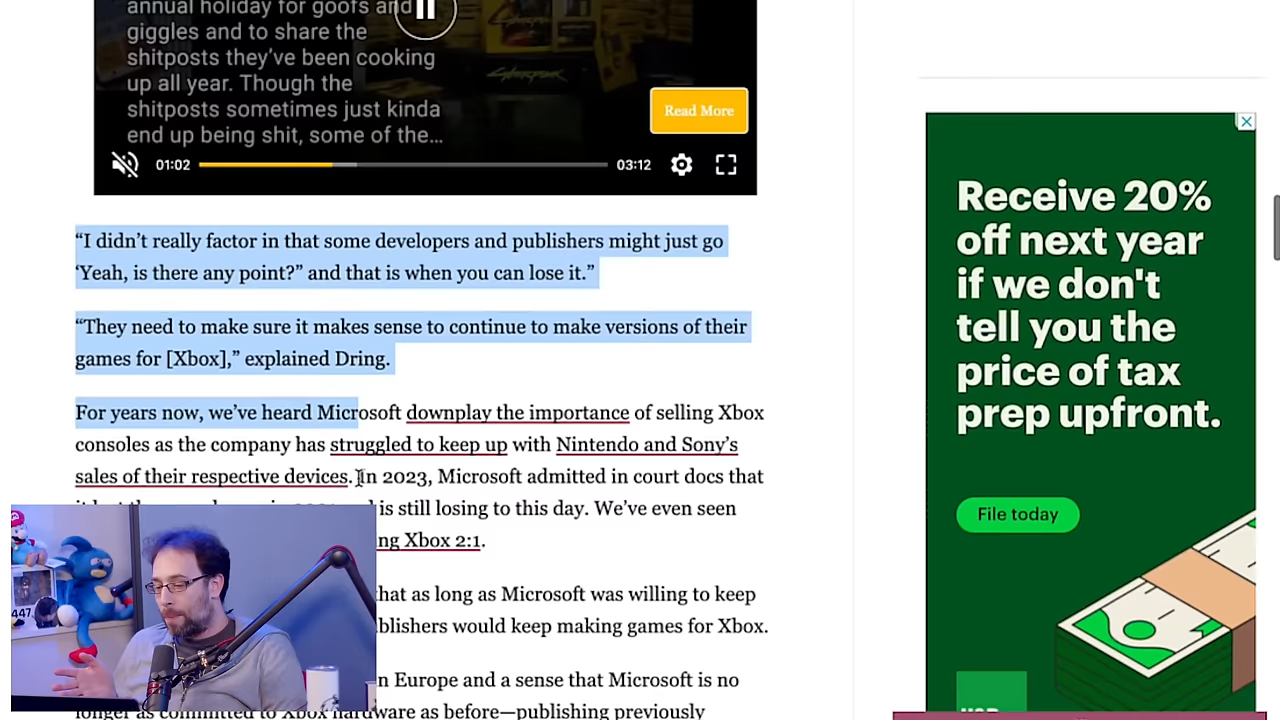 annual holiday for goofs and
giggles and to share the
shitposts they've been cooking
up all year. Though the
shitposts sometimes just kinda
end up being shit, some of the...
Read More
01:02
03:12
“I didn’t really factor in that some developers and publishers might just go
‘Yeah, is there any point?” and that is when you can lose it.”
“They need to make sure it makes sense to continue to make versions of their
games for [Xbox],” explained Dring.
For years now, we’ve heard Microsoft downplay the importance of selling Xbox
consoles as the company has struggled to keep up with Nintendo and Sony’s
sales of their respective devices. In 2023, Microsoft admitted in court docs that
is still losing to this day. We’ve even seen
ng Xbox 2:1.
hat as long as Microsoft was willing to keep
blishers would keep making games for Xbox.
n Europe and a sense that Microsoft is no
longer as committed to Xbox hardware as before—publishing previously
447
Receive 20%
off next year
if we don't
tell you the
price of tax
prep upfront.
File today